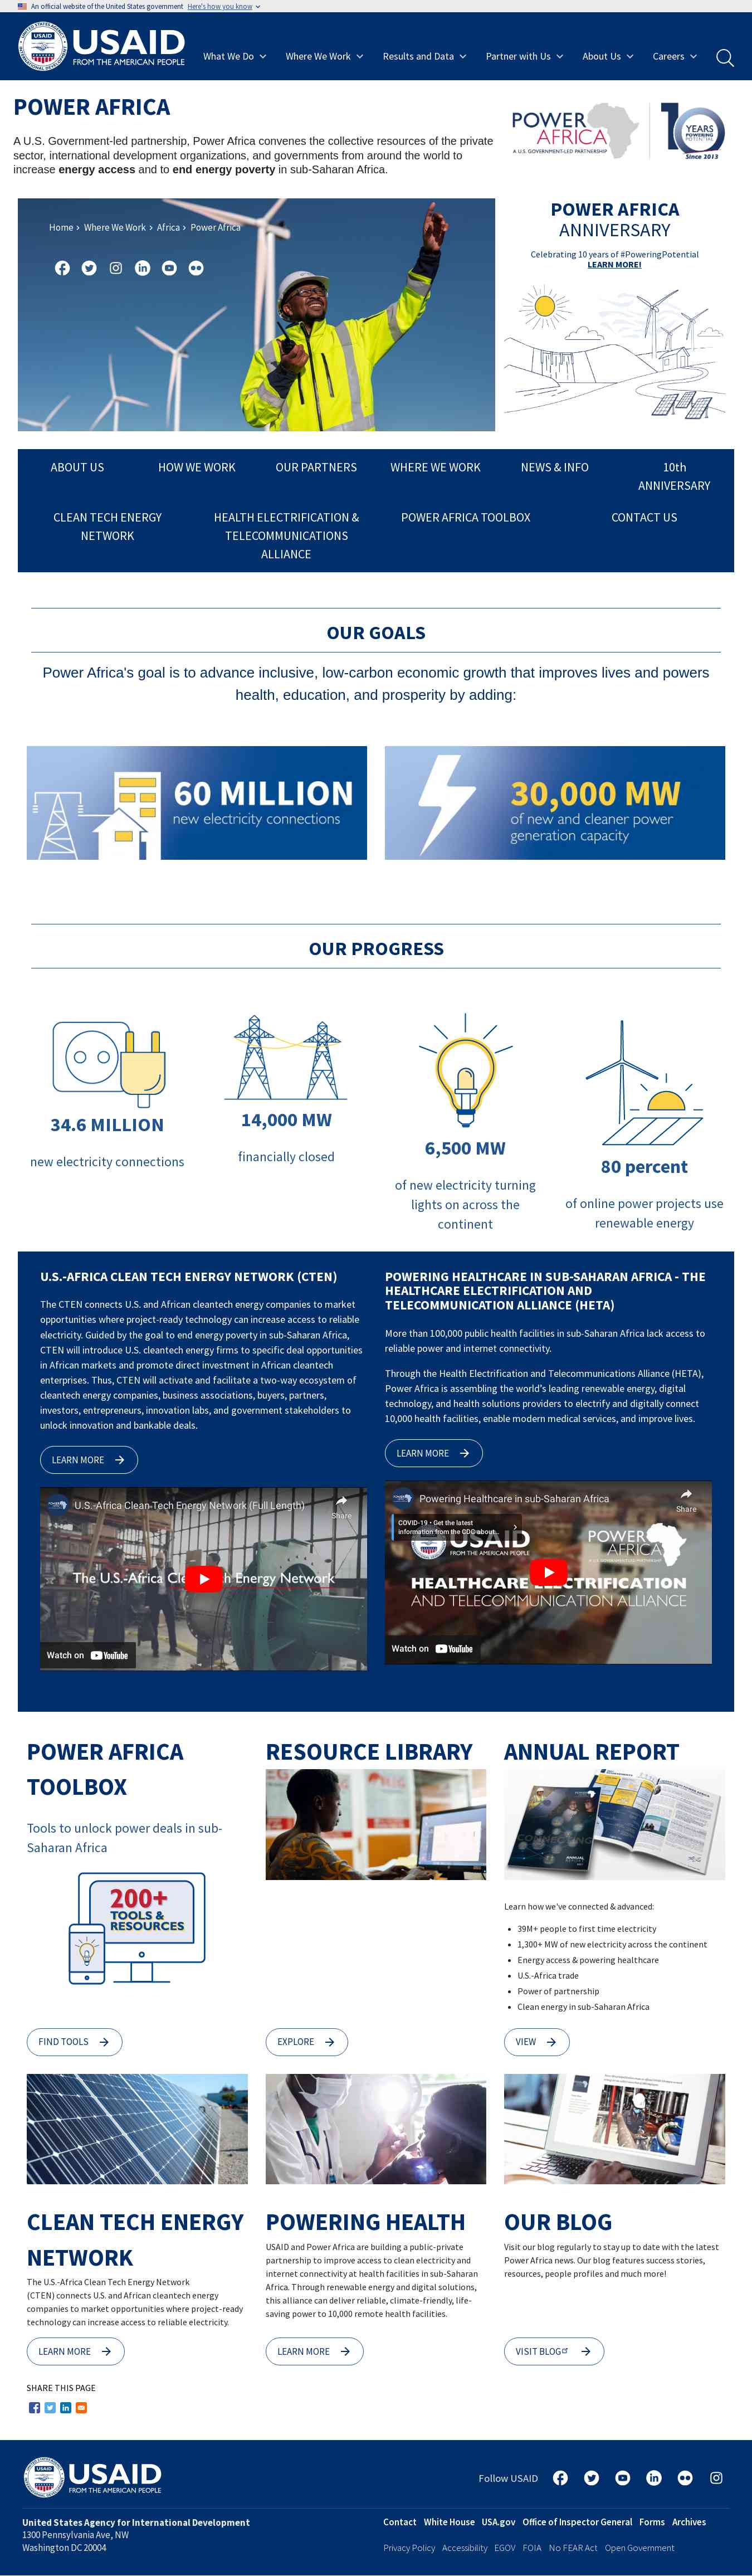 An official website of the United States government Here's how you know
USAID
FROM THE AMERICAN PEOPLE
What We Do
Where We Work
Results and Data
Partner with Us
About Us
Careers
POWER AFRICA
A U.S. Government-led partnership, Power Africa convenes the collective resources of the private
sector, international development organizations, and governments from around the world to
increase energy access and to end energy poverty in sub-Saharan Africa.
POWER
AFRICA
A U.S. GOVERNMENT-LED PARTNERSHIP
10
YEARS
POWERING
POTENTIAL
Since 2013
Home
Where We Work
Africa
Power Africa
POWER AFRICA
ANNIVERSARY
Celebrating 10 years of #PoweringPotential
LEARN MORE!
ABOUT US
HOW WE WORK
OUR PARTNERS
WHERE WE WORK
NEWS & INFO
10th
ANNIVERSARY
CLEAN TECH ENERGY
NETWORK
HEALTH ELECTRIFICATION &
TELECOMMUNICATIONS
ALLIANCE
POWER AFRICA TOOLBOX
CONTACT US
OUR GOALS
Power Africa's goal is to advance inclusive, low-carbon economic growth that improves lives and powers
health, education, and prosperity by adding:
60 MILLION
new electricity connections
30,000 MW
of new and cleaner power
generation capacity
OUR PROGRESS
34.6 MILLION
new electricity connections
14,000 MW
financially closed
6,500 MW
of new electricity turning
lights on across the
continent
80 percent
of online power projects use
renewable energy
U.S.-AFRICA CLEAN TECH ENERGY NETWORK (CTEN)
The CTEN connects U.S. and African cleantech energy companies to market
opportunities where project-ready technology can increase access to reliable
electricity. Guided by the goal to end energy poverty in sub-Saharan Africa,
CTEN will introduce U.S. cleantech energy firms to specific deal opportunities
in African markets and promote direct investment in African cleantech
enterprises. Thus, CTEN will activate and facilitate a two-way ecosystem of
cleantech energy companies, business associations, buyers, partners,
investors, entrepreneurs, innovation labs, and government stakeholders to
unlock innovation and bankable deals.
LEARN MORE
U.S.-Africa Clean Tech Energy Network (Full Length)
Share
The U.S.-Africa Clean Tech Energy Network
Watch on YouTube
POWERING HEALTHCARE IN SUB-SAHARAN AFRICA - THE
HEALTHCARE ELECTRIFICATION AND
TELECOMMUNICATION ALLIANCE (HETA)
More than 100,000 public health facilities in sub-Saharan Africa lack access to
reliable power and internet connectivity.
Through the Health Electrification and Telecommunications Alliance (HETA),
Power Africa is assembling the world's leading renewable energy, digital
technology, and health solutions providers to electrify and digitally connect
10,000 health facilities, enable modern medical services, and improve lives.
LEARN MORE
Powering Healthcare in sub-Saharan Africa
Share
COVID-19 • Get the latest
information from the CDC about...
USAID
FROM THE AMERICAN PEOPLE
POWER
AFRICA
HEALTHCARE ELECTRIFICATION
AND TELECOMMUNICATION ALLIANCE
Watch on YouTube
POWER AFRICA
TOOLBOX
Tools to unlock power deals in sub-
Saharan Africa
200+
TOOLS &
RESOURCES
FIND TOOLS
RESOURCE LIBRARY
EXPLORE
ANNUAL REPORT
Learn how we've connected & advanced:
• 39M+ people to first time electricity
• 1,300+ MW of new electricity across the continent
• Energy access & powering healthcare
• U.S.-Africa trade
• Power of partnership
• Clean energy in sub-Saharan Africa
VIEW
CLEAN TECH ENERGY
NETWORK
The U.S.-Africa Clean Tech Energy Network
(CTEN) connects U.S. and African cleantech energy
companies to market opportunities where project-ready
technology can increase access to reliable electricity.
LEARN MORE
POWERING HEALTH
USAID and Power Africa are building a public-private
partnership to improve access to clean electricity and
internet connectivity at health facilities in sub-Saharan
Africa. Through renewable energy and digital solutions,
this alliance can deliver reliable, climate-friendly, life-
saving power to 10,000 remote health facilities.
LEARN MORE
OUR BLOG
Visit our blog regularly to stay up to date with the latest
Power Africa news. Our blog features success stories,
resources, people profiles and much more!
VISIT BLOG
SHARE THIS PAGE
USAID
FROM THE AMERICAN PEOPLE
Follow USAID
United States Agency for International Development
1300 Pennsylvania Ave, NW
Washington DC 20004
Contact White House USA.gov Office of Inspector General Forms Archives
Privacy Policy Accessibility EGOV FOIA No FEAR Act Open Government